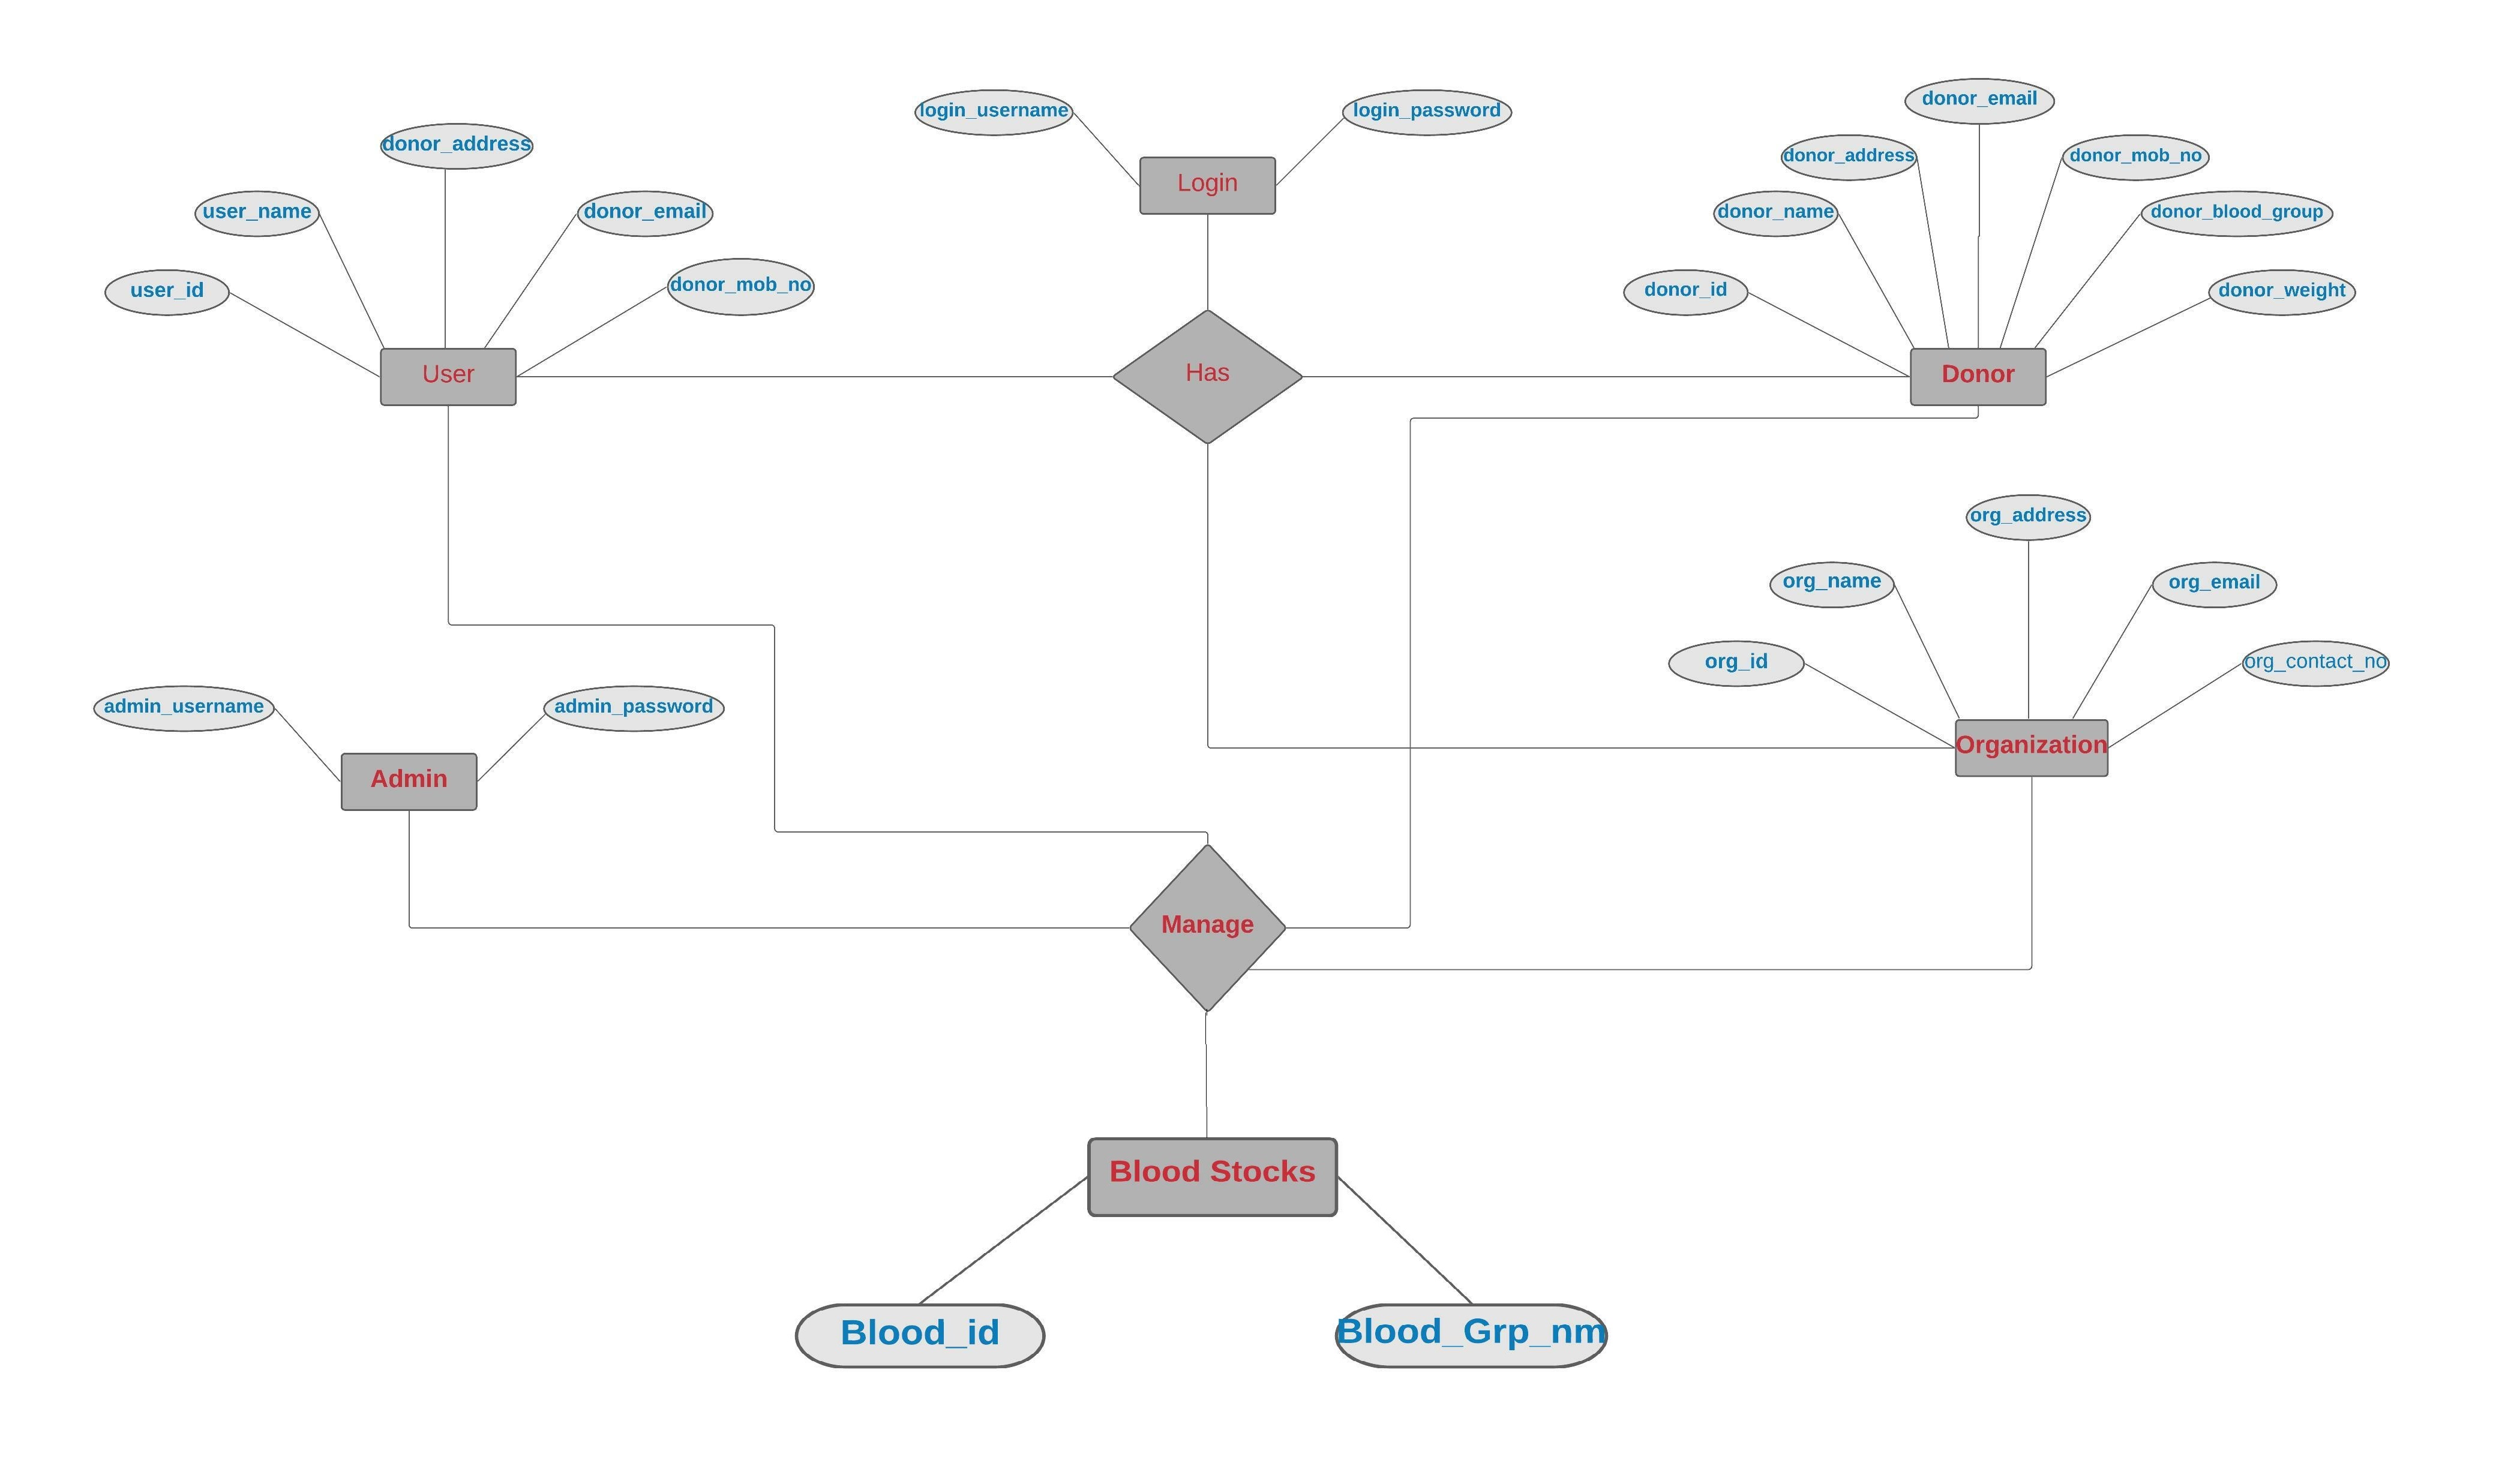 donor_email
login_username
login_password
donor_address
donor_address
donor_mob_no
user_name
donor_email
donor_name
donor_blood_group
user_id
donor_mob_no
donor_id
donor_weight
Login
User
Has
Donor
org_address
org_name
org_email
org_id
org_contact_no
admin_username
admin_password
Organization
Admin
Manage
Blood Stocks
Blood_id
Blood_Grp_nm